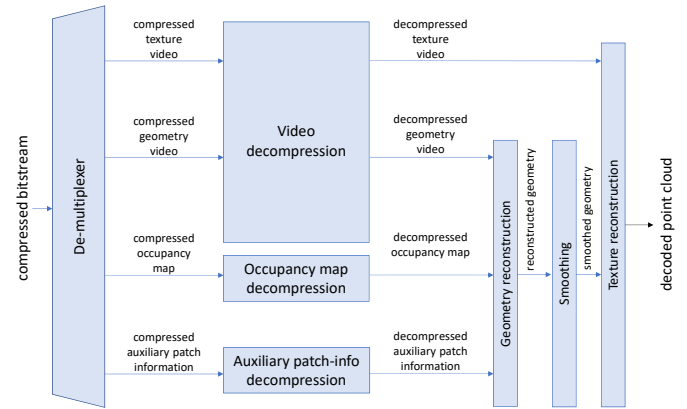 compressed bitstream
De-multiplexer
compressed
texture
video
compressed
geometry
video
compressed
occupancy
map
compressed
auxiliary patch
information
Video
decompression
Occupancy map
decompression
Auxiliary patch-info
decompression
decompressed
texture
video
decompressed
geometry
video
decompressed
occupancy map
decompressed
auxiliary patch
information
Geometry reconstruction
reconstructed geometry
Smoothing
smoothed geometry
Texture reconstruction
decoded point cloud